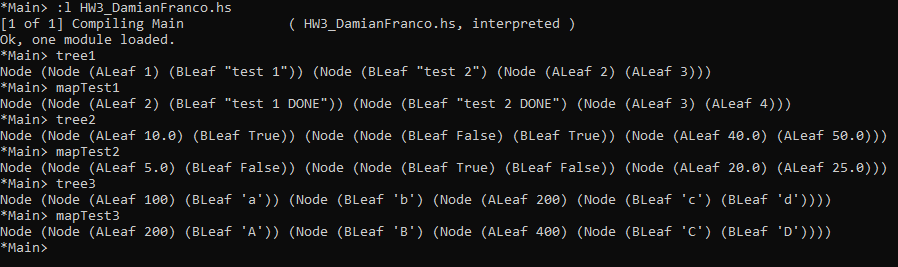 *Main> :l HW3_DamianFranco.hs
[1 of 1] Compiling Main             ( HW3_DamianFranco.hs, interpreted )
Ok, one module loaded.
*Main> tree1
Node (Node (ALeaf 1) (BLeaf "test 1")) (Node (BLeaf "test 2") (Node (ALeaf 2) (ALeaf 3)))
*Main> mapTest1
Node (Node (ALeaf 2) (BLeaf "test 1 DONE")) (Node (BLeaf "test 2 DONE") (Node (ALeaf 3) (ALeaf 4)))
*Main> tree2
Node (Node (ALeaf 10.0) (BLeaf True)) (Node (Node (BLeaf False) (BLeaf True)) (Node (ALeaf 40.0) (ALeaf 50.0)))
*Main> mapTest2
Node (Node (ALeaf 5.0) (BLeaf False)) (Node (Node (BLeaf True) (BLeaf False)) (Node (ALeaf 20.0) (ALeaf 25.0)))
*Main> tree3
Node (Node (ALeaf 100) (BLeaf 'a')) (Node (BLeaf 'b') (Node (ALeaf 200) (Node (BLeaf 'c') (BLeaf 'd'))))
*Main> mapTest3
Node (Node (ALeaf 200) (BLeaf 'A')) (Node (BLeaf 'B') (Node (ALeaf 400) (Node (BLeaf 'C') (BLeaf 'D'))))
*Main>